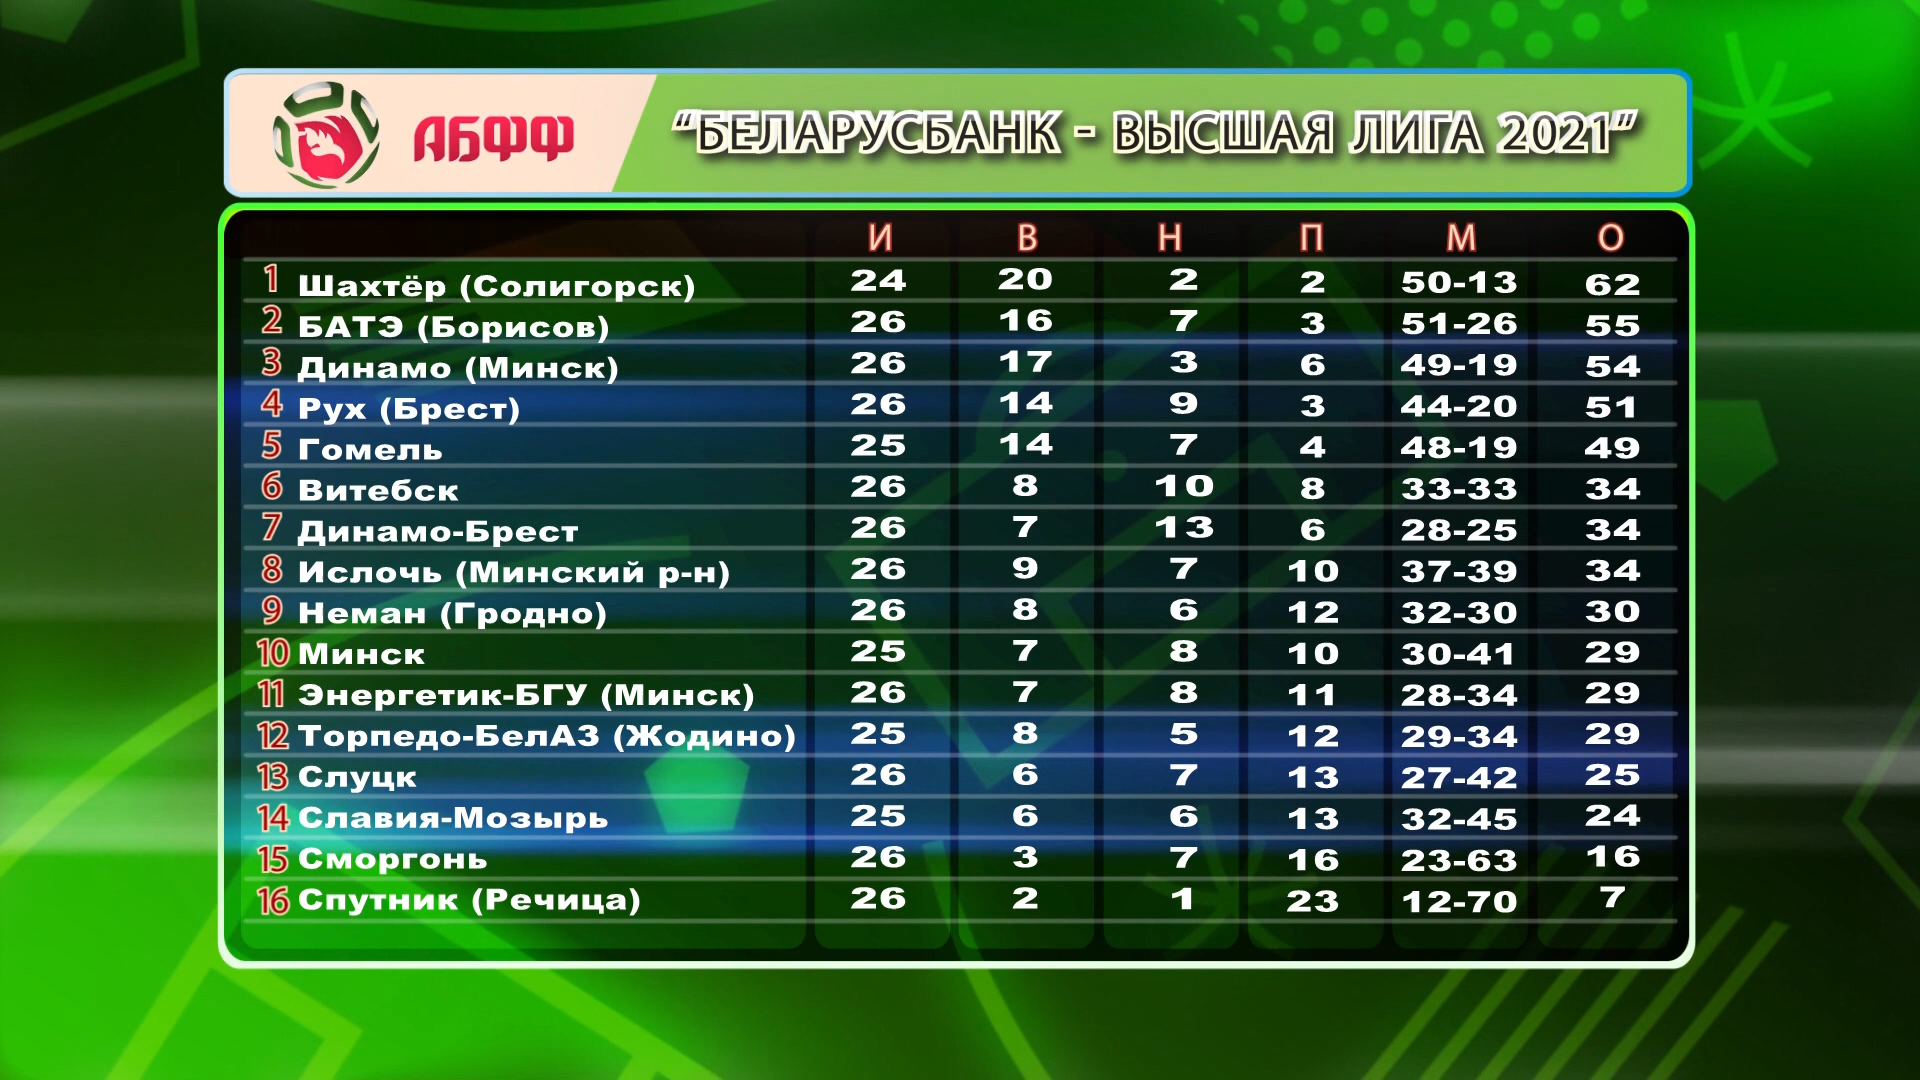 АБФФ "БЕЛАРУСБАНК - ВЫСШАЯ ЛИГА 2021"
И В Н П М О
1 Шахтёр (Солигорск) 24 20 2 2 50-13 62
2 БАТЭ (Борисов) 26 16 7 3 51-26 55
3 Динамо (Минск) 26 17 3 6 49-19 54
4 Рух (Брест) 26 14 9 3 44-20 51
5 Гомель 25 14 7 4 48-19 49
6 Витебск 26 8 10 8 33-33 34
7 Динамо-Брест 26 7 13 6 28-25 34
8 Ислочь (Минский р-н) 26 9 7 10 37-39 34
9 Неман (Гродно) 26 8 6 12 32-30 30
10 Минск 25 7 8 10 30-41 29
11 Энергетик-БГУ (Минск) 26 7 8 11 28-34 29
12 Торпедо-БелАЗ (Жодино) 25 8 5 12 29-34 29
13 Слуцк 26 6 7 13 27-42 25
14 Славия-Мозырь 25 6 6 13 32-45 24
15 Сморгонь 26 3 7 16 23-63 16
16 Спутник (Речица) 26 2 1 23 12-70 7